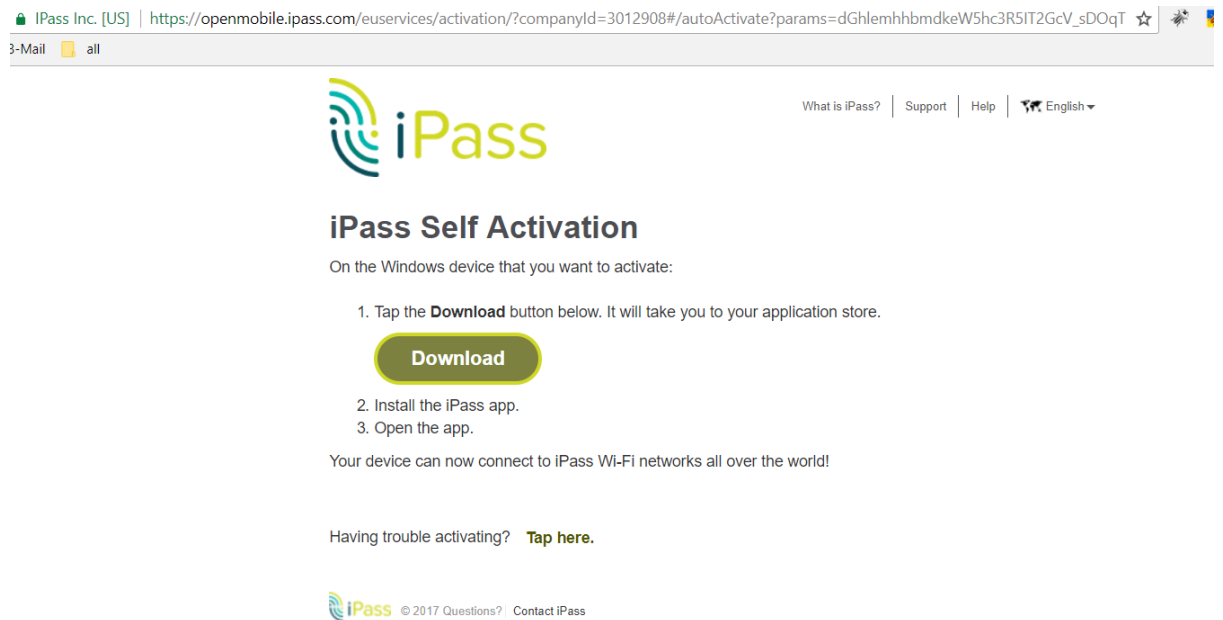 IPass Inc. [US] | https://openmobile.ipass.com/euservices/activation/?companyId=3012908#/autoActivate?params=dGhlemhhbmdkeW5hc3R5IT2GcV_sDOqT
3-Mail all
iPass
What is iPass? Support Help English
iPass Self Activation
On the Windows device that you want to activate:
1. Tap the Download button below. It will take you to your application store.
Download
2. Install the iPass app.
3. Open the app.
Your device can now connect to iPass Wi-Fi networks all over the world!
Having trouble activating? Tap here.
iPass © 2017 Questions? Contact iPass